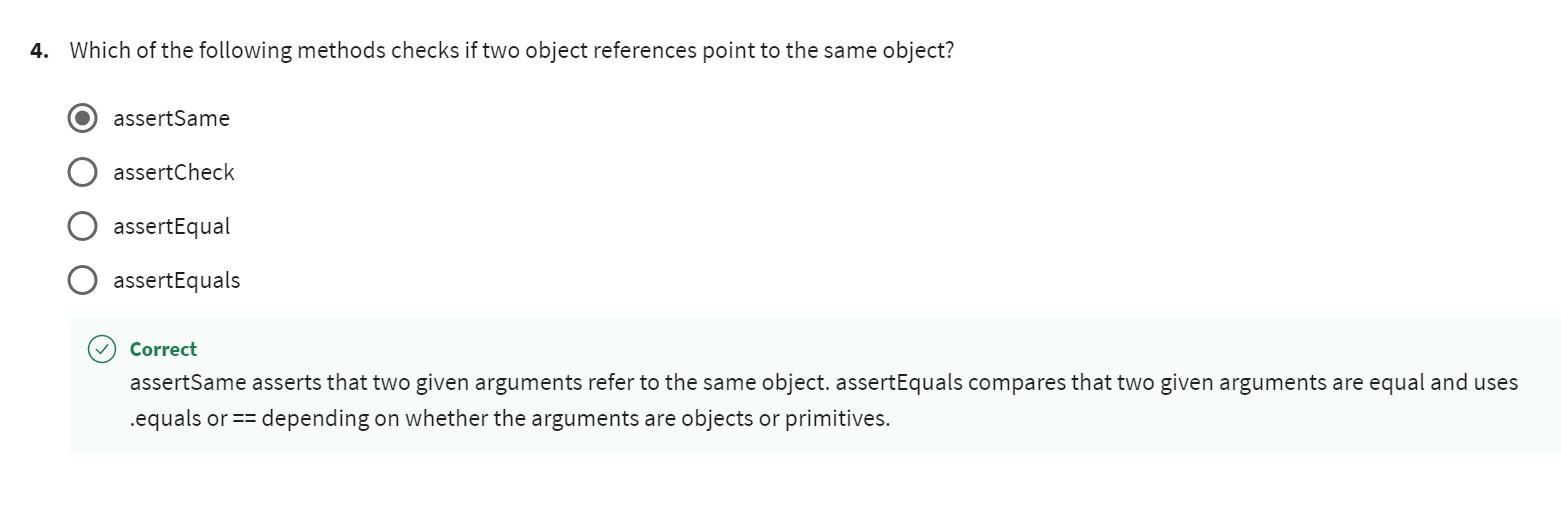 4. Which of the following methods checks if two object references point to the same object?
assertSame
assertCheck
assertEqual
assertEquals
Correct
assertSame asserts that two given arguments refer to the same object. assertEquals compares that two given arguments are equal and uses
.equals or == depending on whether the arguments are objects or primitives.